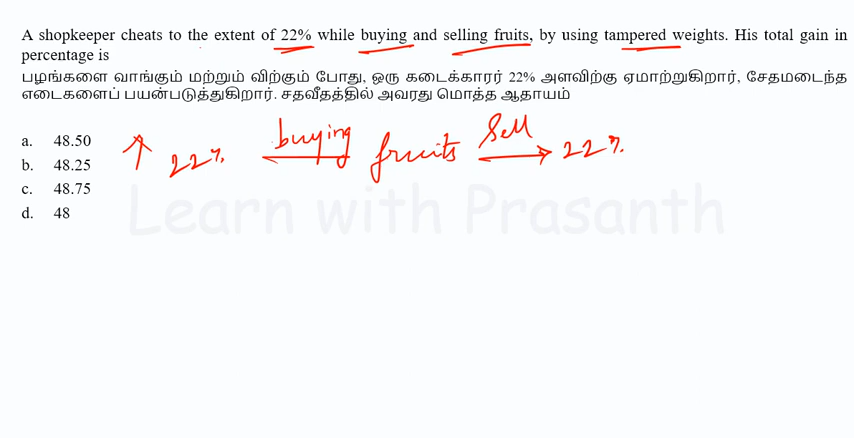 A shopkeeper cheats to the extent of 22% while buying and selling fruits, by using tampered weights. His total gain in
percentage is
பழங்களை வாங்கும் மற்றும் விற்கும் போது, ஒரு கடைக்காரர் 22% அளவிற்கு ஏமாற்றுகிறார், சேதமடைந்த
எடைகளைப் பயன்படுத்துகிறார். சதவீதத்தில் அவரது மொத்த ஆதாயம்
a. 48.50
b. 48.25
c. 48.75
d. 48
↑ 22% buying fruits Sell 22%
Learn with Prasanth